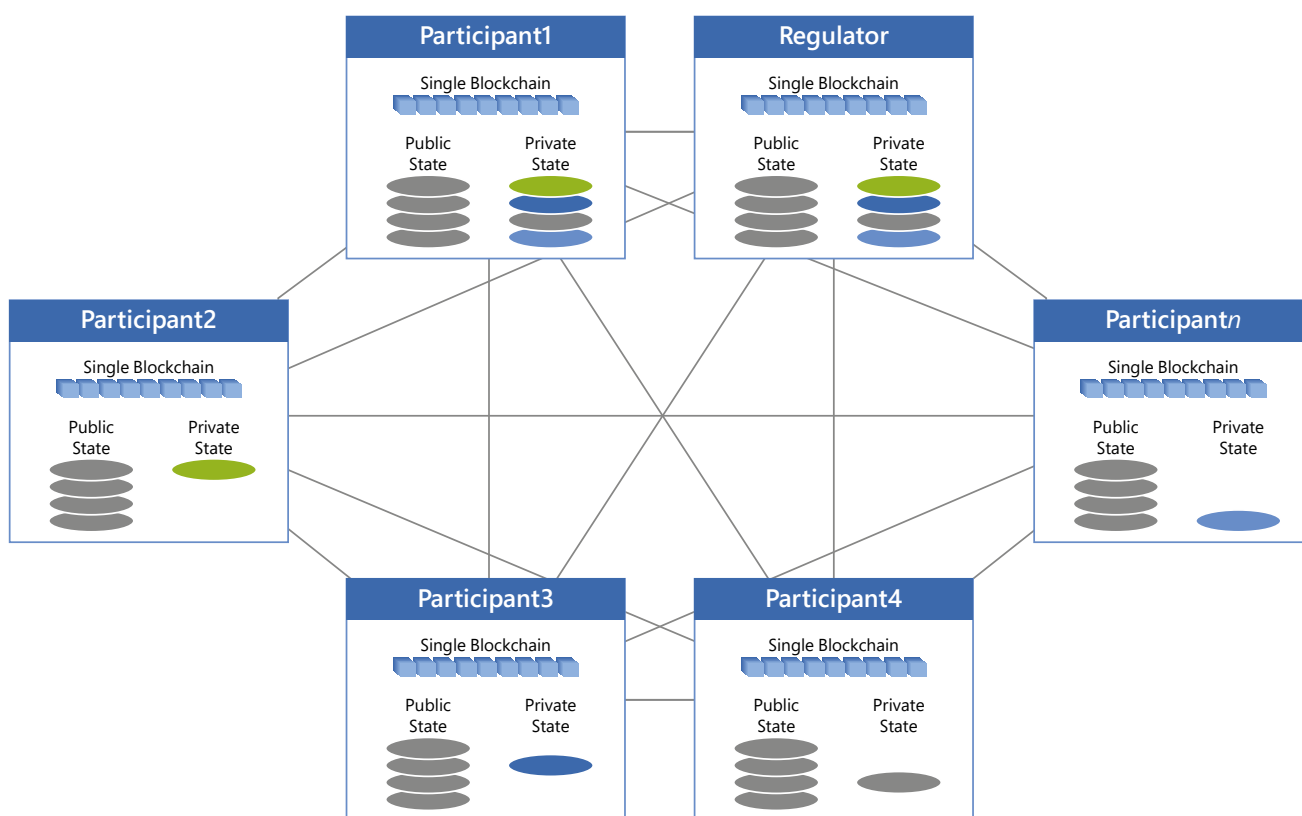 Participant1
Single Blockchain
Public
State
Private
State
Regulator
Single Blockchain
Public
State
Private
State
Participant2
Single Blockchain
Public
State
Private
State
Participantn
Single Blockchain
Public
State
Private
State
Participant3
Single Blockchain
Public
State
Private
State
Participant4
Single Blockchain
Public
State
Private
State